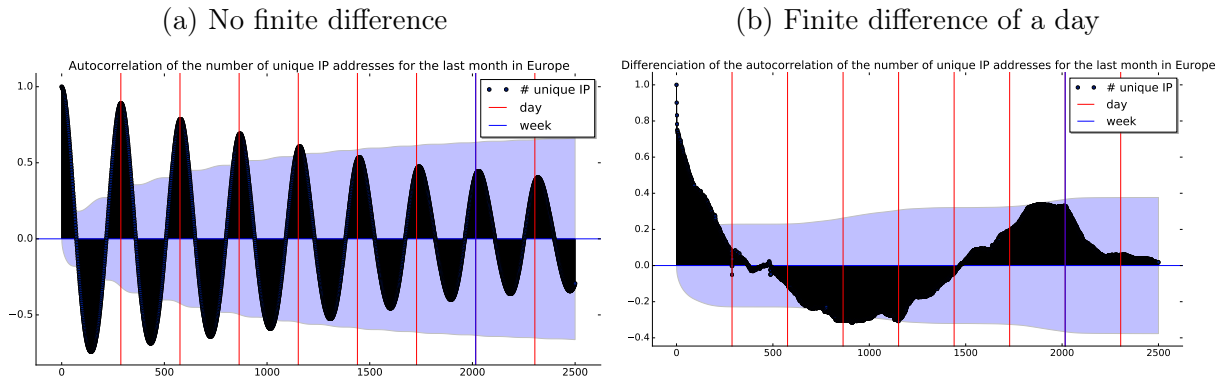 (a) No finite difference
Autocorrelation of the number of unique IP addresses for the last month in Europe
# unique IP
day
week
1.0
0.5
0.0
−0.5
0
500
1000
1500
2000
2500
(b) Finite difference of a day
Differenciation of the autocorrelation of the number of unique IP addresses for the last month in Europe
# unique IP
day
week
1.0
0.8
0.6
0.4
0.2
0.0
−0.2
−0.4
0
500
1000
1500
2000
2500